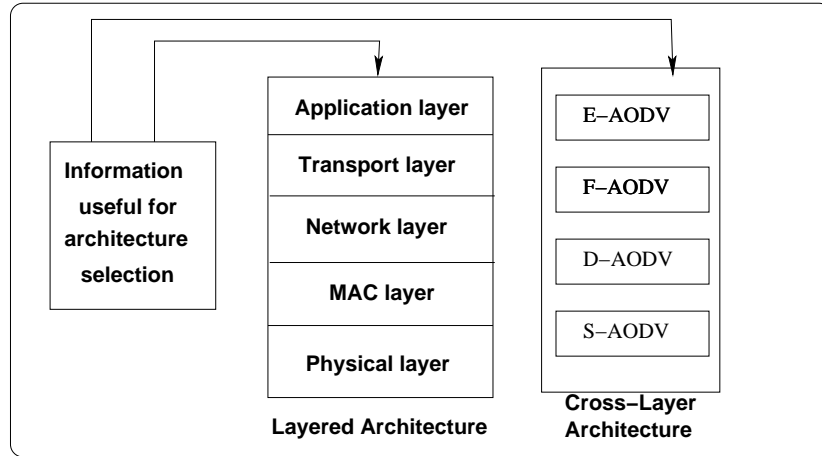 Information
useful for
architecture
selection
Application layer
Transport layer
Network layer
MAC layer
Physical layer
Layered Architecture
E−AODV
F−AODV
D−AODV
S−AODV
Cross−Layer
Architecture